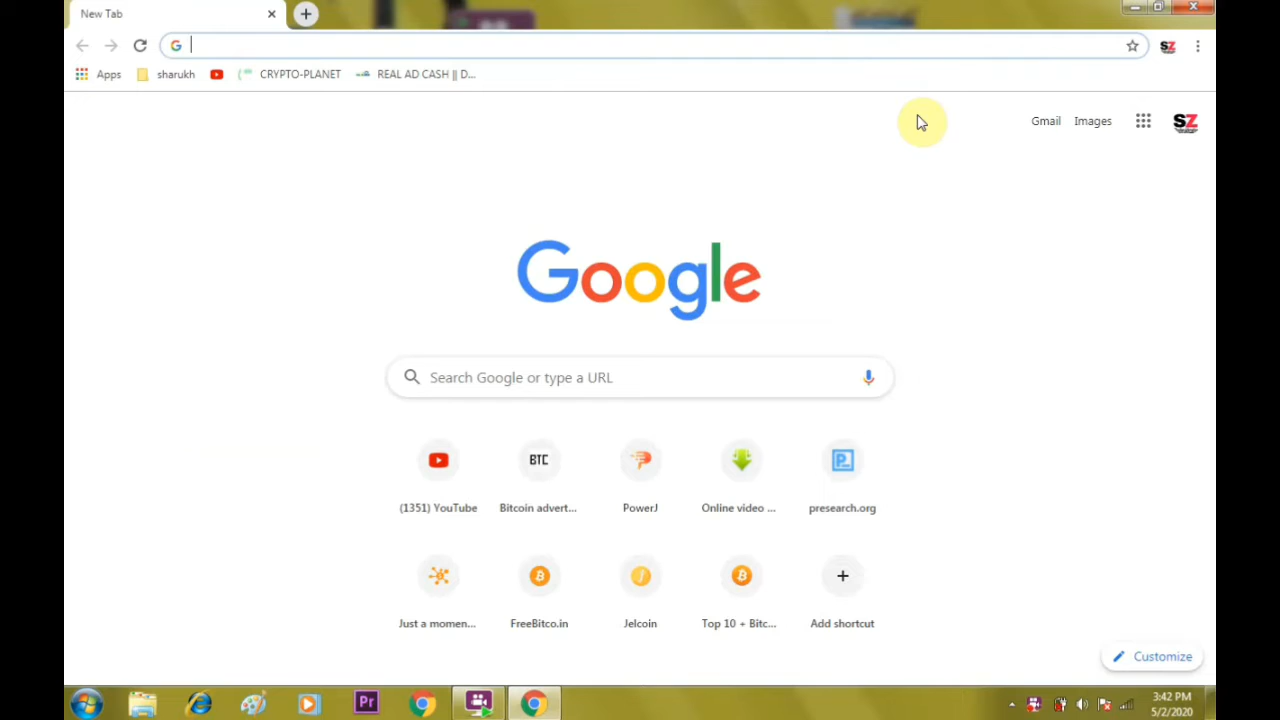 New Tab
Apps
sharukh
CRYPTO-PLANET
REAL AD CASH || D...
SZ
Gmail
Images
SZ
Google
Search Google or type a URL
BTC
(1351) YouTube
Bitcoin advert...
PowerJ
Online video ...
presearch.org
Just a momen...
FreeBitco.in
Jelcoin
Top 10 + Bitc...
Add shortcut
Customize
Pr
3:42 PM
5/2/2020